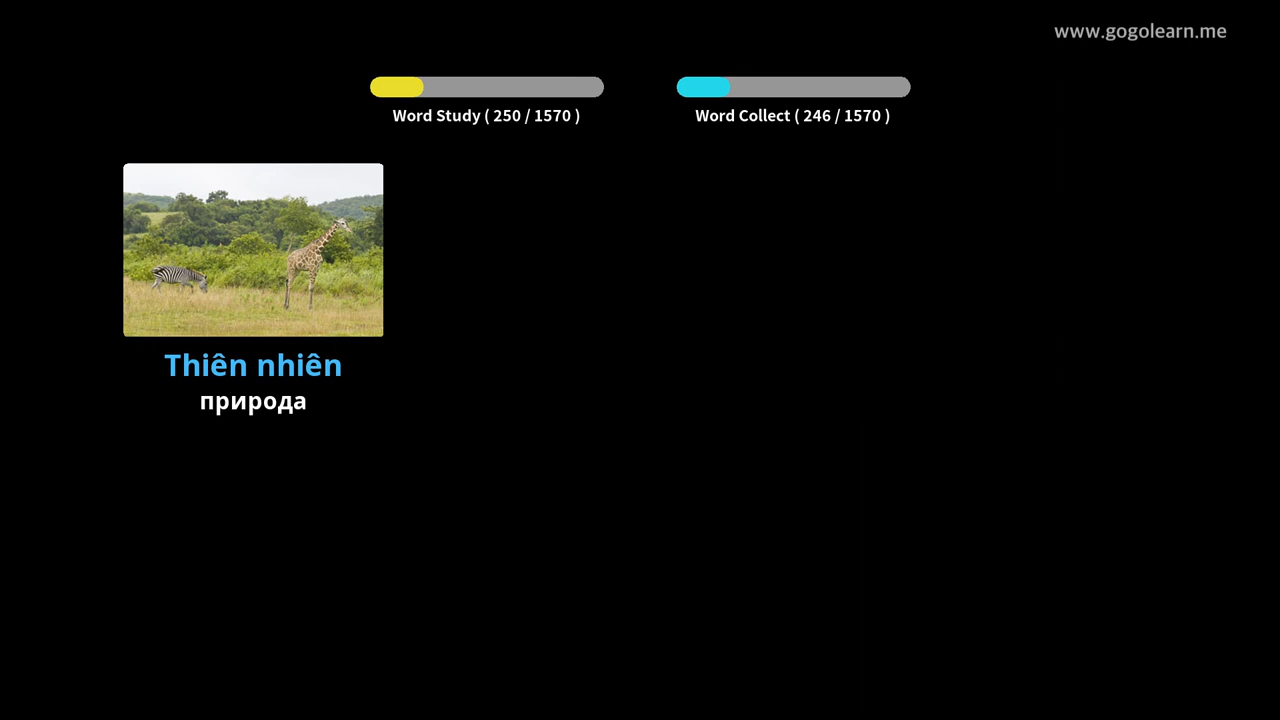 www.gogolearn.me
Word Study ( 250 / 1570 )
Word Collect ( 246 / 1570 )
Thiên nhiên
природа